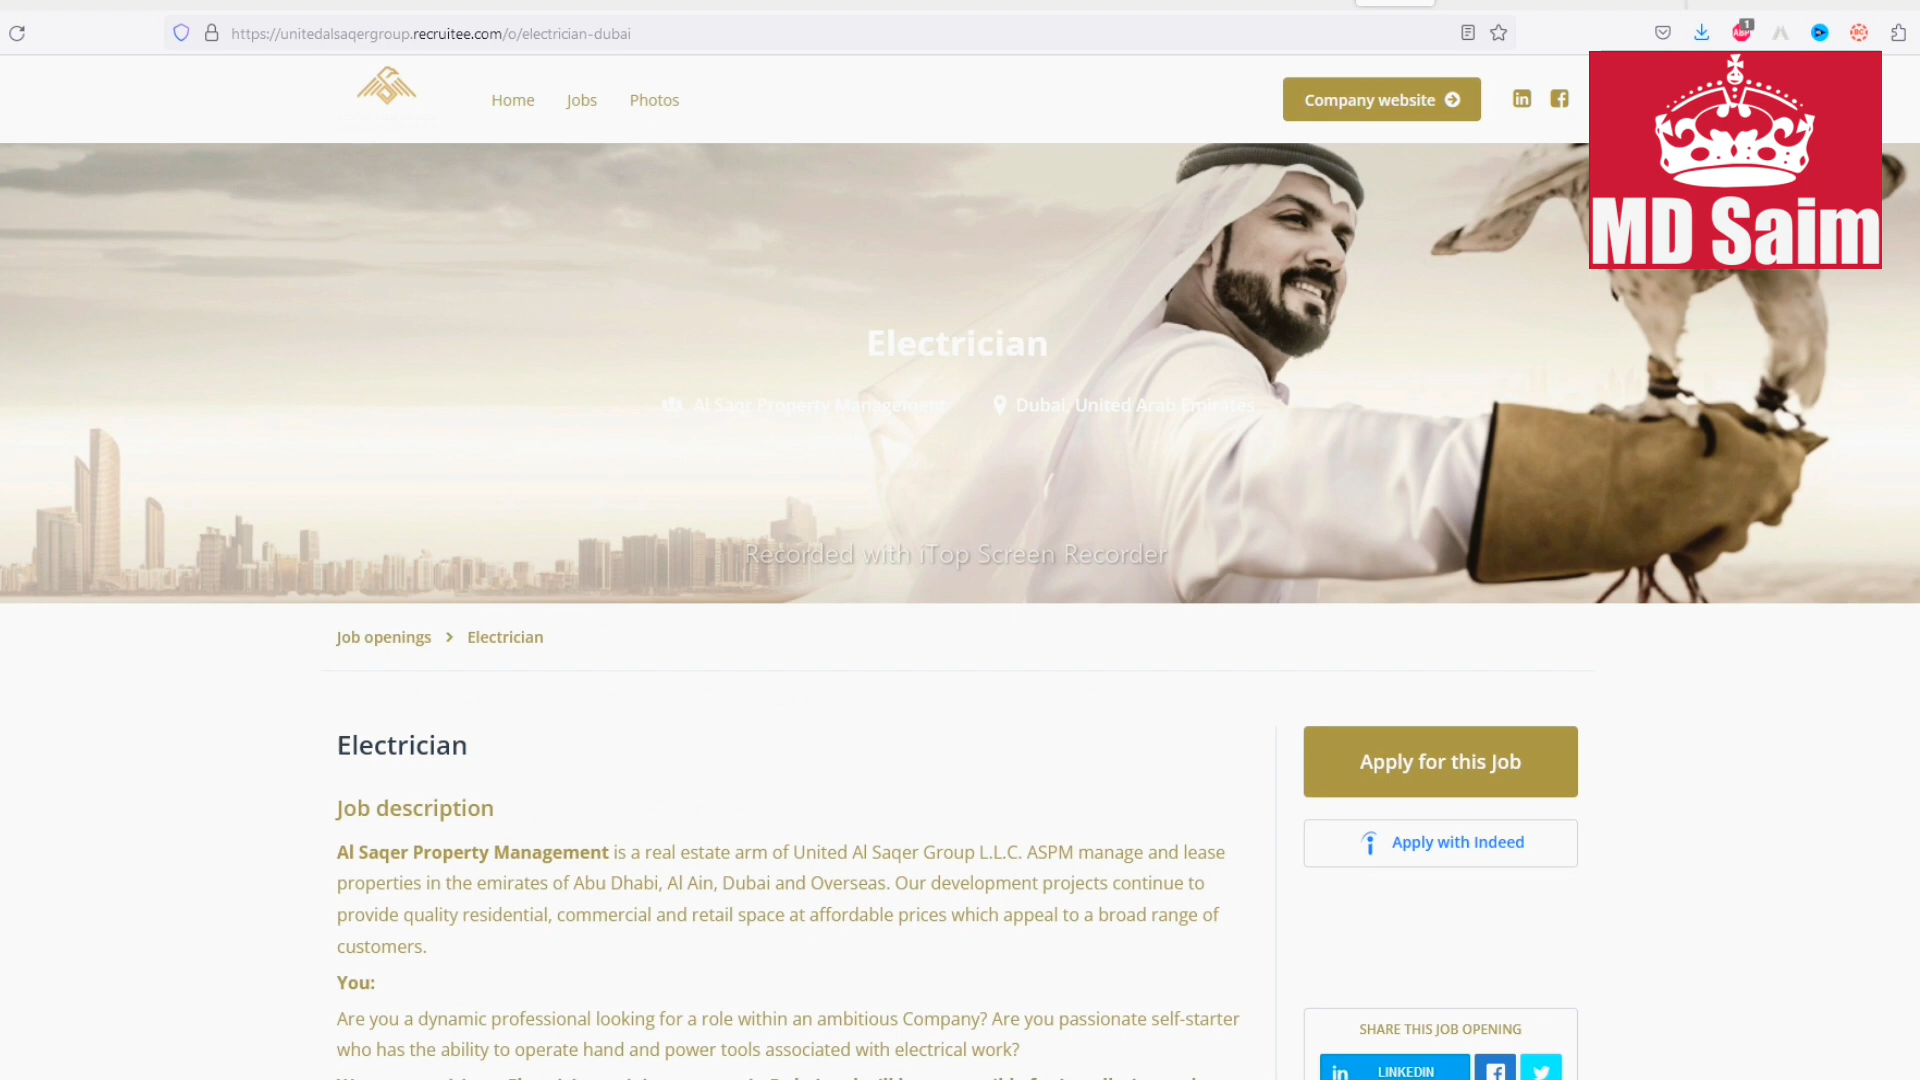 https://unitedalsaqergroup.recruitee.com/o/electrician-dubai
1
ABP
Home
Jobs
Photos
Company website
MD Saim
Electrician
Al Saqr Property Management
Dubai, United Arab Emirates
Recorded with iTop Screen Recorder
Job openings > Electrician
Electrician
Job description
Al Saqer Property Management is a real estate arm of United Al Saqer Group L.L.C. ASPM manage and lease
properties in the emirates of Abu Dhabi, Al Ain, Dubai and Overseas. Our development projects continue to
provide quality residential, commercial and retail space at affordable prices which appeal to a broad range of
customers.
You:
Are you a dynamic professional looking for a role within an ambitious Company? Are you passionate self-starter
who has the ability to operate hand and power tools associated with electrical work?
Apply for this Job
Apply with Indeed
SHARE THIS JOB OPENING
LINKEDIN